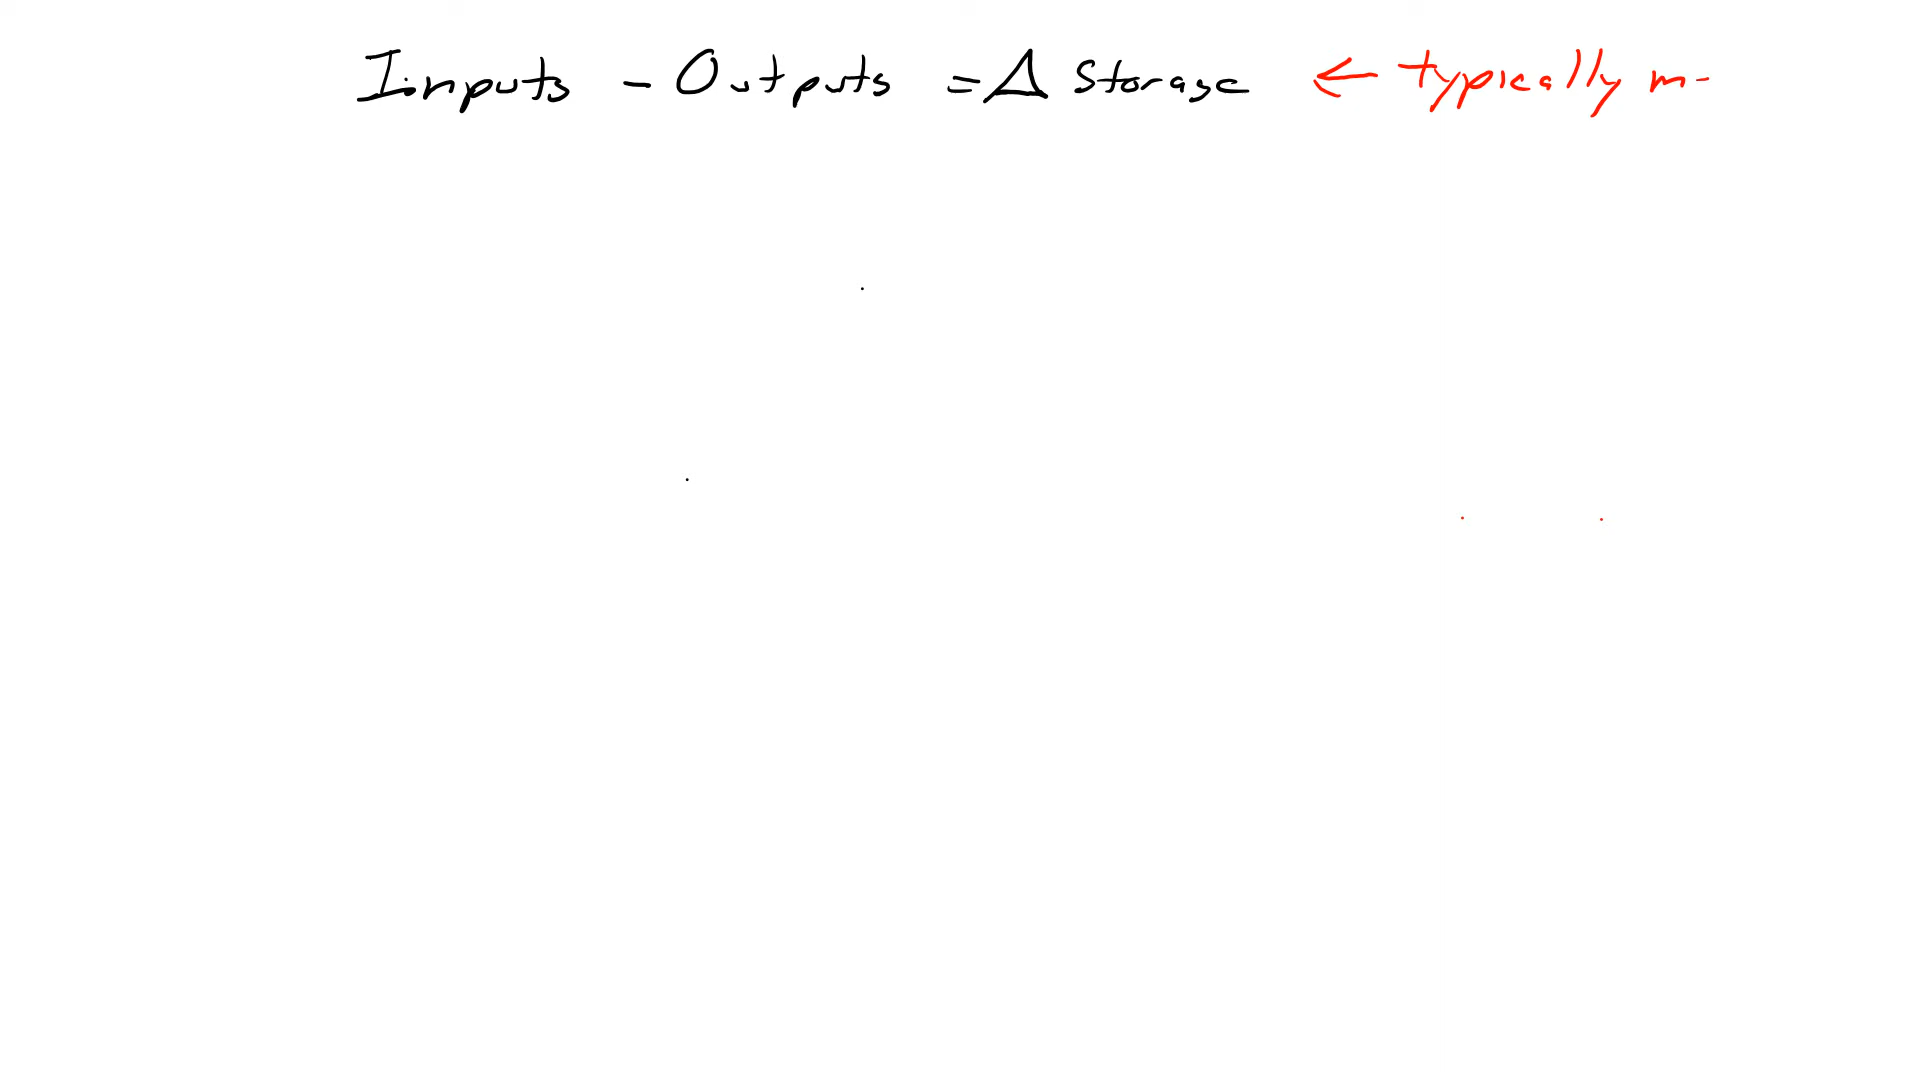 Inputs - Outputs = Δ Storage ← typically m-